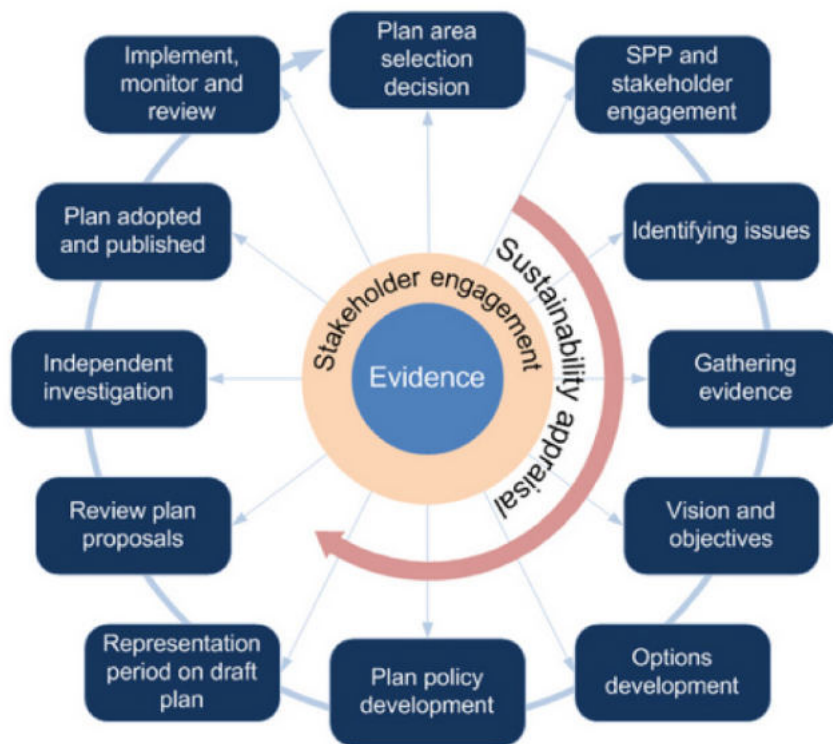 Plan area
selection
decision
SPP and
stakeholder
engagement
Identifying issues
Gathering
evidence
Vision and
objectives
Options
development
Plan policy
development
Representation
period on draft
plan
Review plan
proposals
Independent
investigation
Plan adopted
and published
Implement,
monitor and
review
Stakeholder engagement
Evidence
Sustainability appraisal